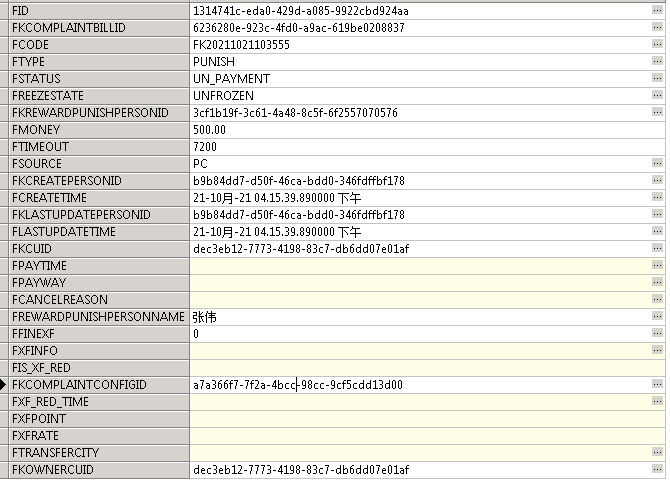 FID 1314741c-eda0-429d-a085-9922cbd924aa
FKCOMPLAINTBILLID 6236280e-923c-4fd0-a9ac-619be0208837
FCODE FK20211021103555
FTYPE PUNISH
FSTATUS UN_PAYMENT
FREEZESTATE UNFROZEN
FKREWARDPUNISHPERSONID 3cf1b19f-3c61-4a48-8c5f-6f2557070576
FMONEY 500.00
FTIMEOUT 7200
FSOURCE PC
FKCREATEPERSONID b9b84dd7-d50f-46ca-bdd0-346fdffbf178
FCREATETIME 21-10月-21 04.15.39.890000 下午
FKLASTUPDATEPERSONID b9b84dd7-d50f-46ca-bdd0-346fdffbf178
FLASTUPDATETIME 21-10月-21 04.15.39.890000 下午
FKCUID dec3eb12-7773-4198-83c7-db6dd07e01af
FPAYTIME
FPAYWAY
FCANCELREASON
FREWARDPUNISHPERSONNAME 张伟
FFINEXF 0
FXFINFO
FIS_XF_RED
FKCOMPLAINTCONFIGID a7a366f7-7f2a-4bcc-98cc-9cf5cdd13d00
FXF_RED_TIME
FXFPOINT
FXFRATE
FTRANSFERCITY
FKOWNERCUID dec3eb12-7773-4198-83c7-db6dd07e01af